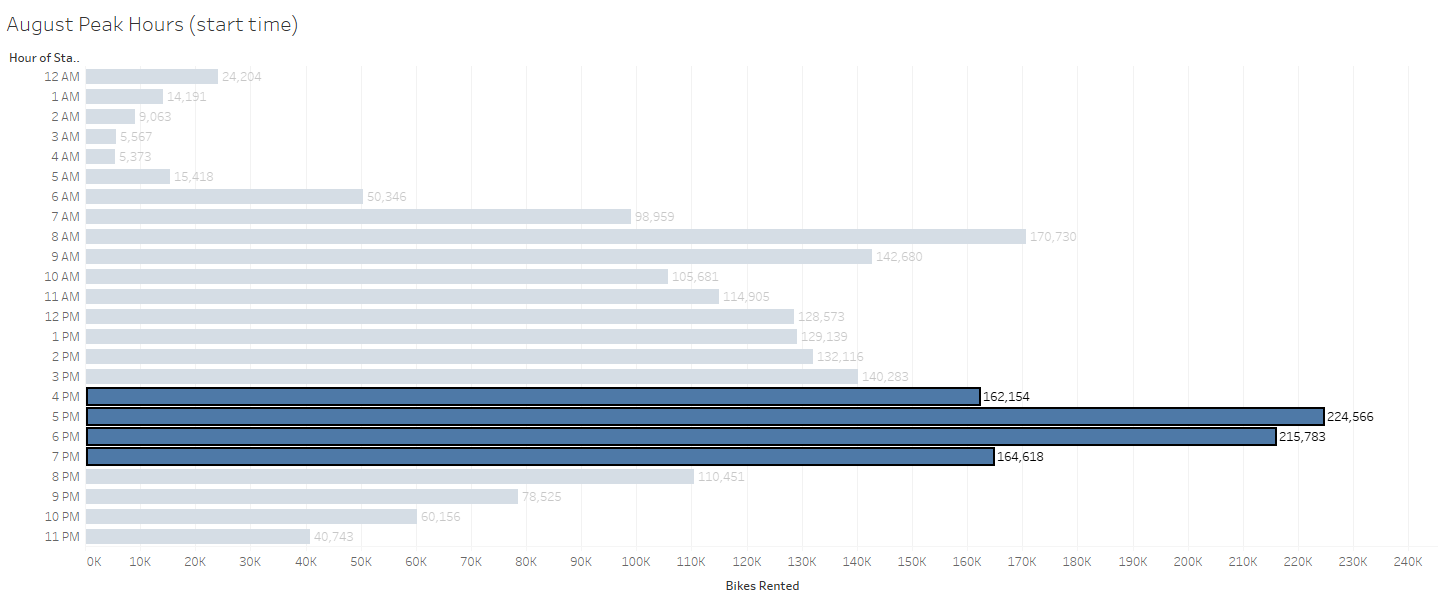 August Peak Hours (start time)
Hour of Sta..
12 AM 24,204
1 AM 14,191
2 AM 9,063
3 AM 5,567
4 AM 5,373
5 AM 15,418
6 AM 50,346
7 AM 98,959
8 AM 170,730
9 AM 142,680
10 AM 105,681
11 AM 114,905
12 PM 128,573
1 PM 129,139
2 PM 132,116
3 PM 140,283
4 PM 162,154
5 PM 224,566
6 PM 215,783
7 PM 164,618
8 PM 110,451
9 PM 78,525
10 PM 60,156
11 PM 40,743
0K 10K 20K 30K 40K 50K 60K 70K 80K 90K 100K 110K 120K 130K 140K 150K 160K 170K 180K 190K 200K 210K 220K 230K 240K
Bikes Rented